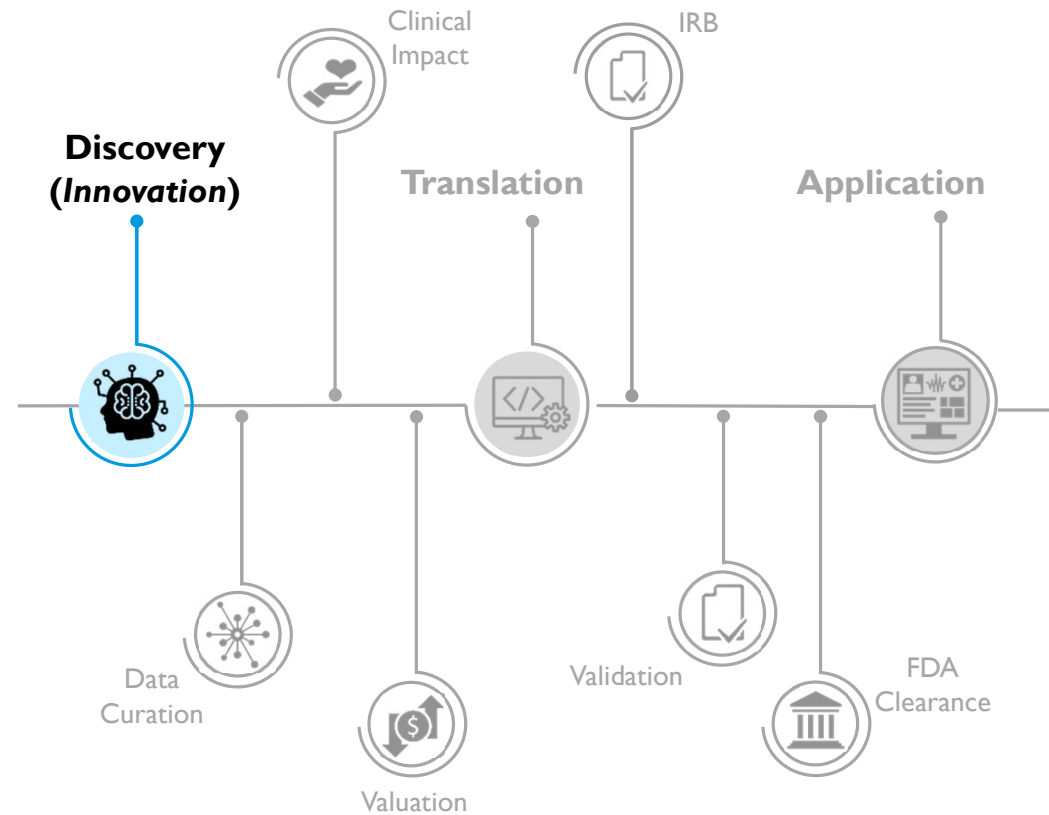 Clinical
Impact
IRB
Discovery
(Innovation)
Translation
Application
Data
Curation
Valuation
Validation
FDA
Clearance